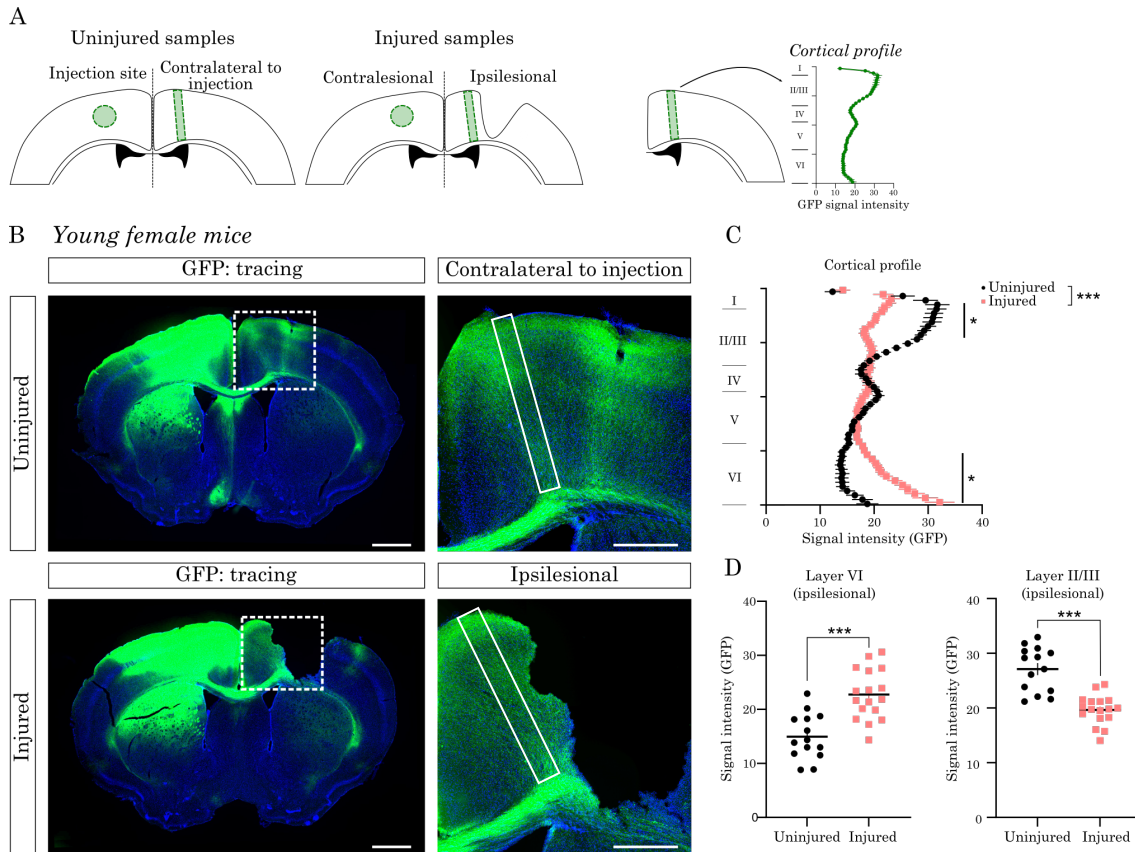 A
Uninjured samples
Injection site
Contralateral to
injection
Injured samples
Contralesional
Ipsilesional
Cortical profile
I
II/III
IV
V
VI
0 10 20 30 40
GFP signal intensity
B Young female mice
GFP: tracing
Contralateral to injection
Uninjured
GFP: tracing
Ipsilesional
Injured
C
Cortical profile
Uninjured
Injured
***
I
*
II/III
IV
V
VI
*
0 10 20 30 40
Signal intensity (GFP)
D
Layer VI
(ipsilesional)
***
Signal intensity (GFP)
40
30
20
10
0
Uninjured Injured
Layer II/III
(ipsilesional)
***
Signal intensity (GFP)
40
30
20
10
0
Uninjured Injured